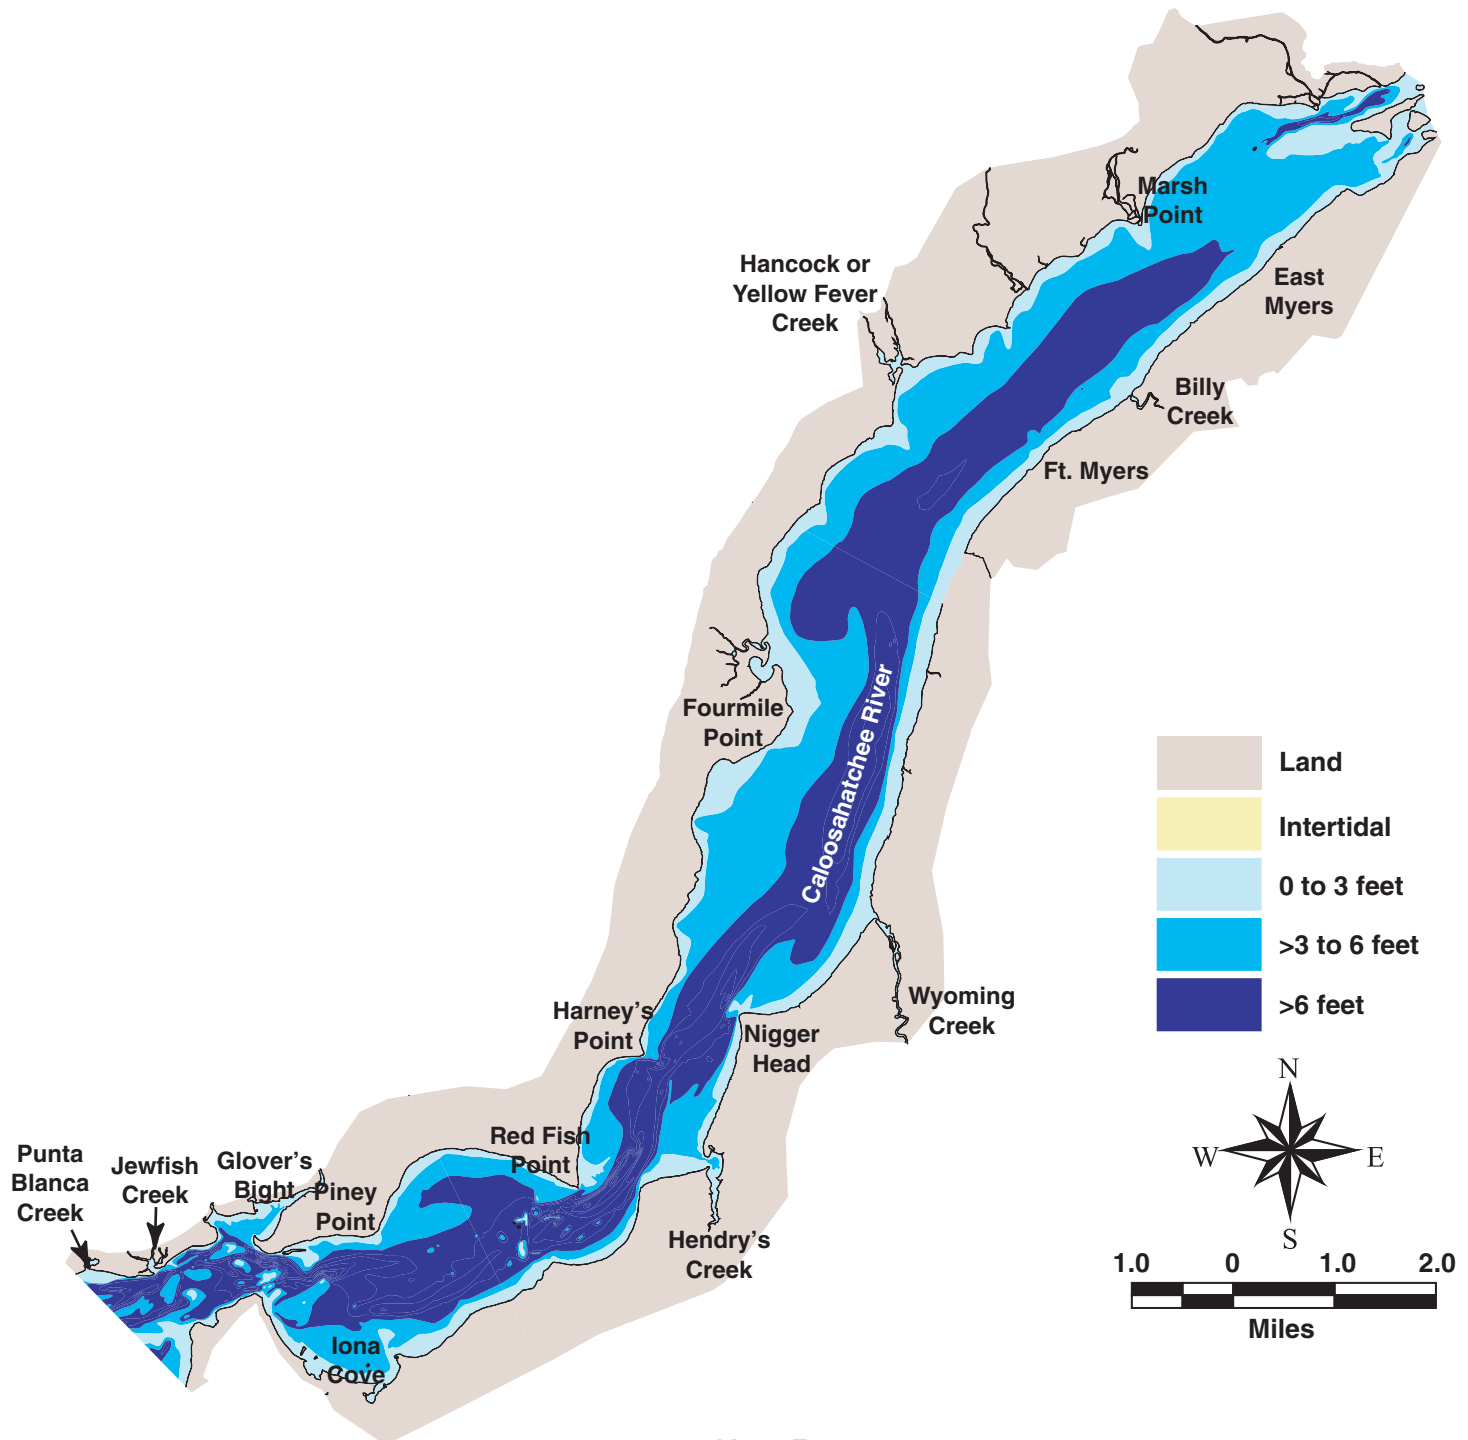 Marsh
Point
Hancock or
Yellow Fever
Creek
East
Myers
Billy
Creek
Ft. Myers
Fourmile
Point
Caloosahatchee River
Land
Intertidal
0 to 3 feet
>3 to 6 feet
>6 feet
Harney's
Point
Nigger
Head
Wyoming
Creek
N
W
E
S
Red Fish
Point
Punta
Blanca
Creek
Jewfish
Creek
Glover's
Bight
Piney
Point
Hendry's
Creek
Iona
Cove
1.0 0 1.0 2.0
Miles